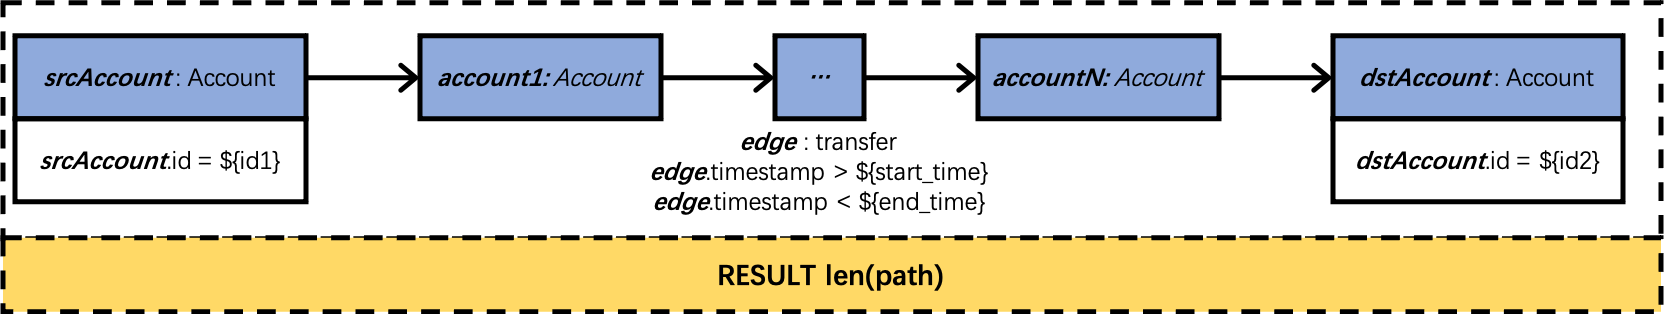 srcAccount : Account
account1: Account
...
accountN: Account
dstAccount : Account
srcAccount.id = ${id1}
edge : transfer
edge.timestamp > ${start_time}
edge.timestamp < ${end_time}
dstAccount.id = ${id2}
RESULT len(path)